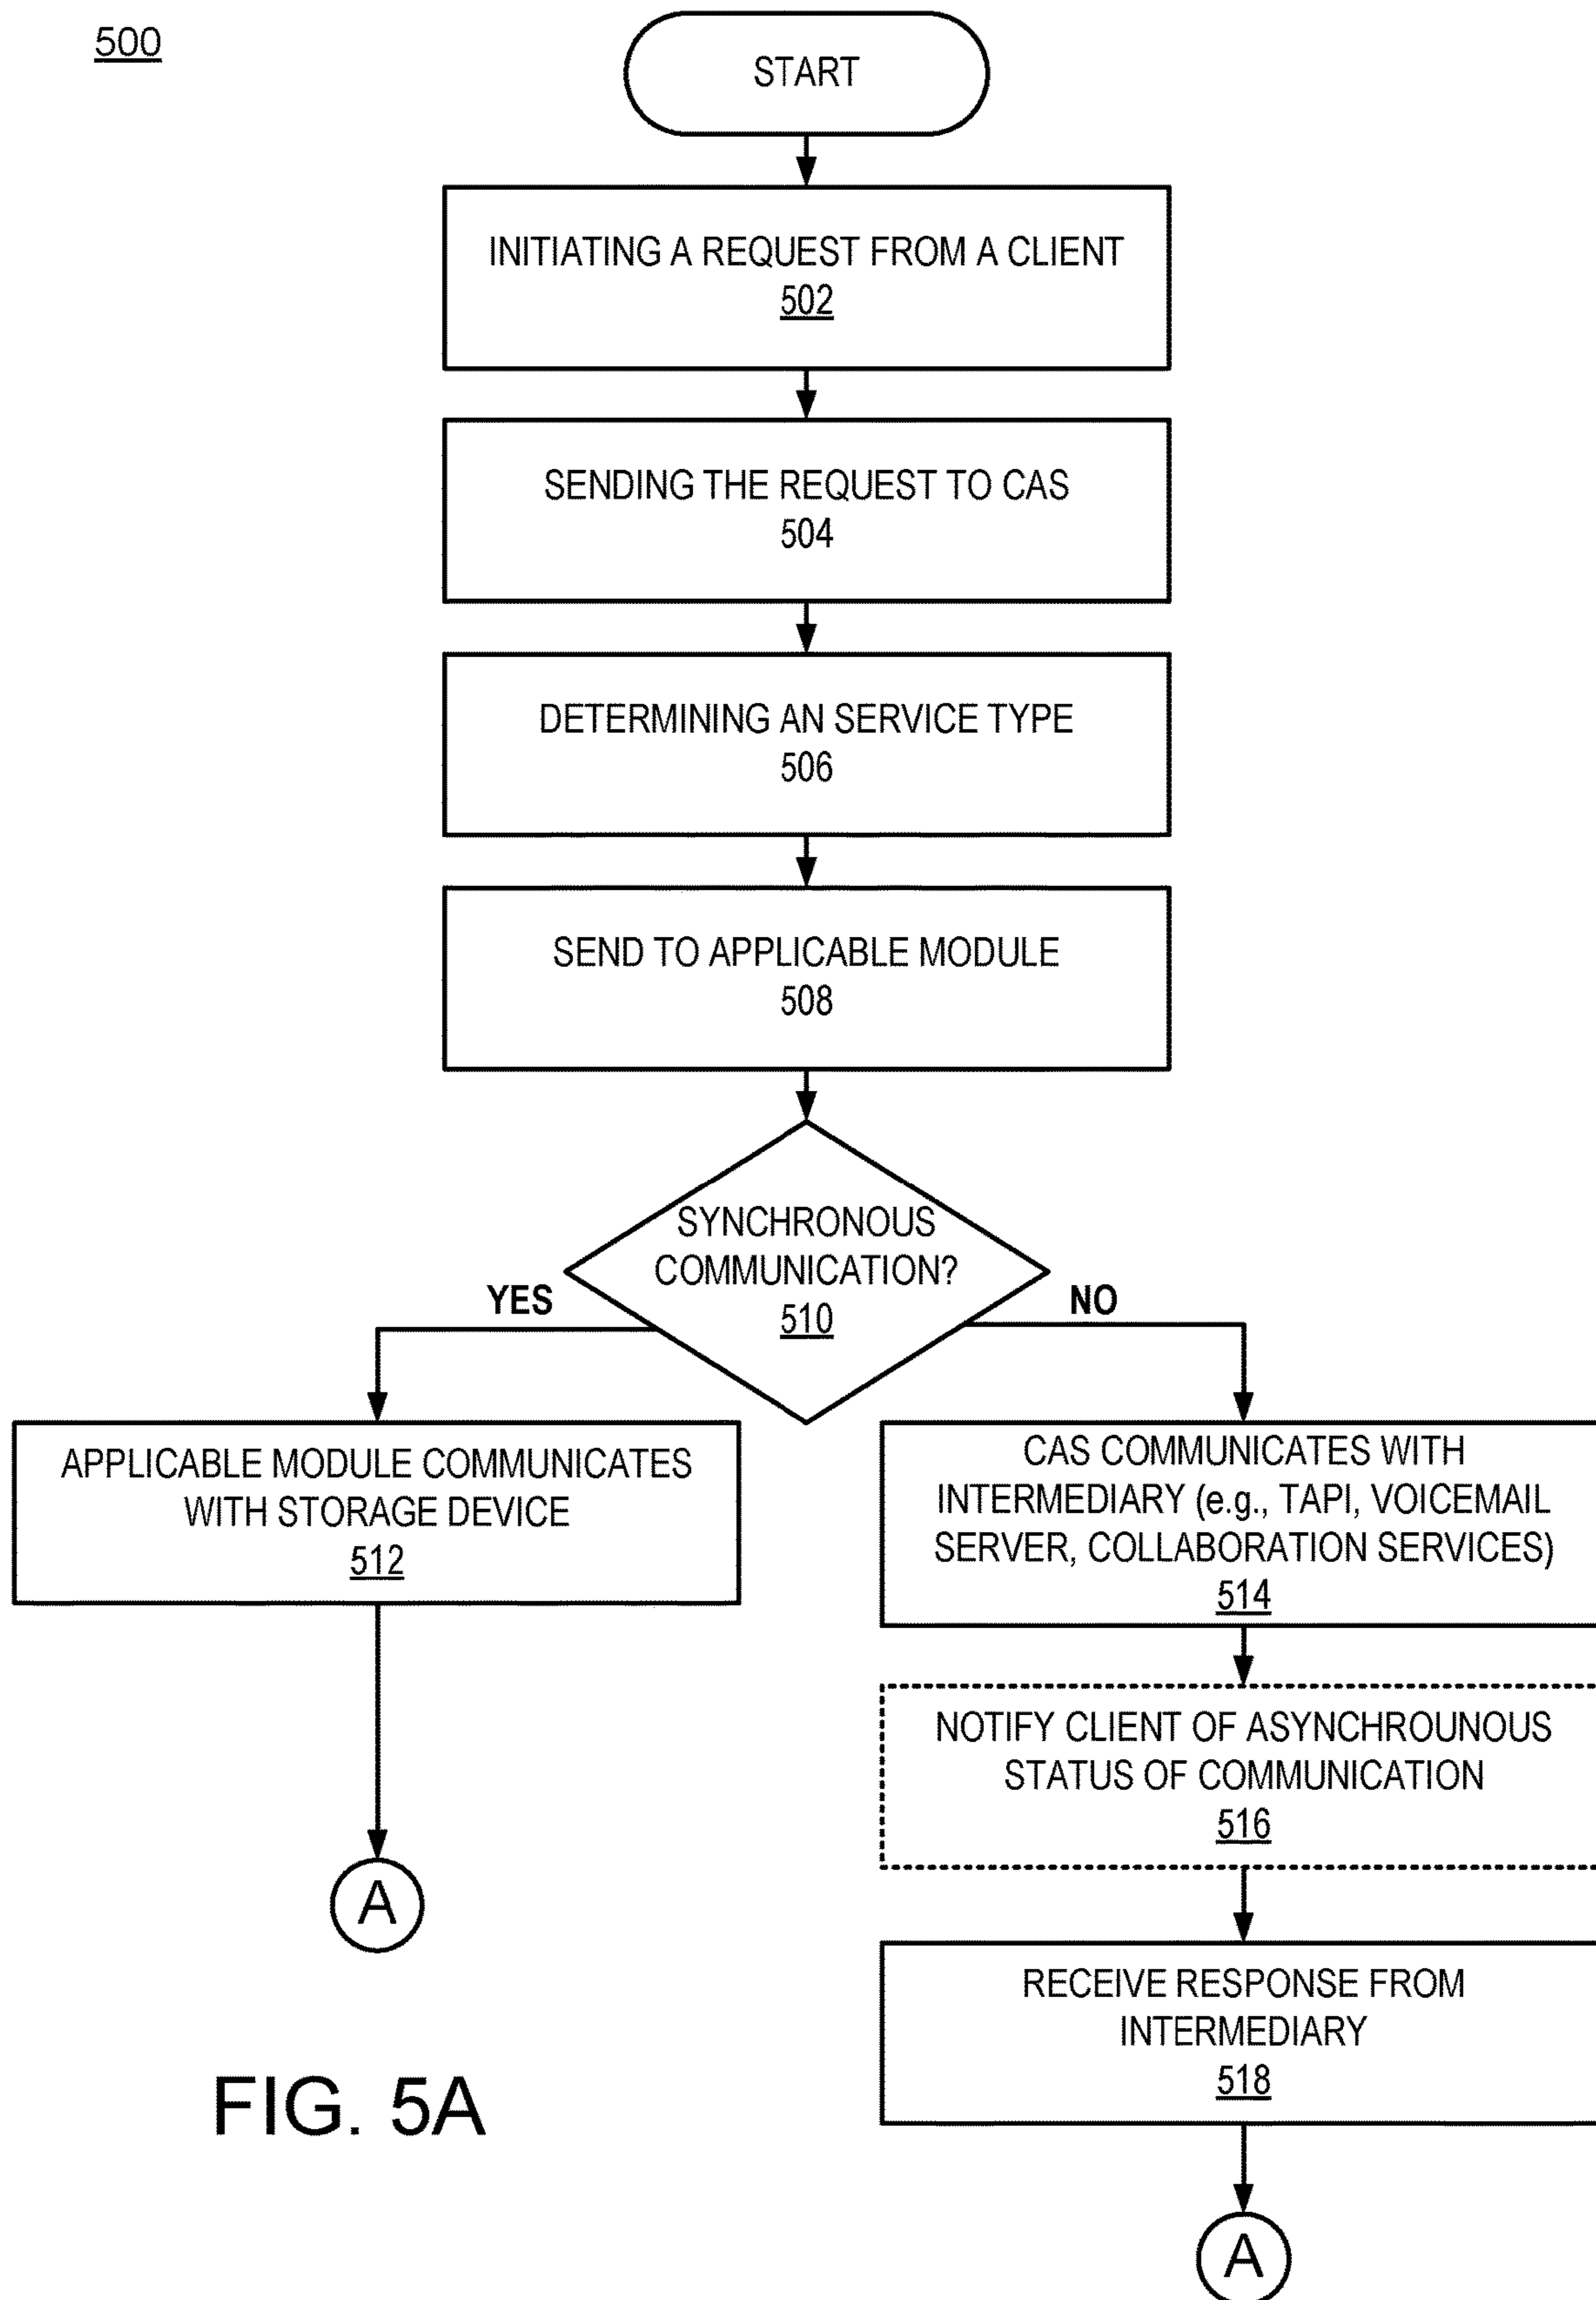 500
START
INITIATING A REQUEST FROM A CLIENT
502
SENDING THE REQUEST TO CAS
504
DETERMINING AN SERVICE TYPE
506
SEND TO APPLICABLE MODULE
508
SYNCHRONOUS
COMMUNICATION?
510
YES
NO
APPLICABLE MODULE COMMUNICATES
WITH STORAGE DEVICE
512
A
CAS COMMUNICATES WITH
INTERMEDIARY (e.g., TAPI, VOICEMAIL
SERVER, COLLABORATION SERVICES)
514
NOTIFY CLIENT OF ASYNCHROUNOUS
STATUS OF COMMUNICATION
516
RECEIVE RESPONSE FROM
INTERMEDIARY
518
A
FIG. 5A